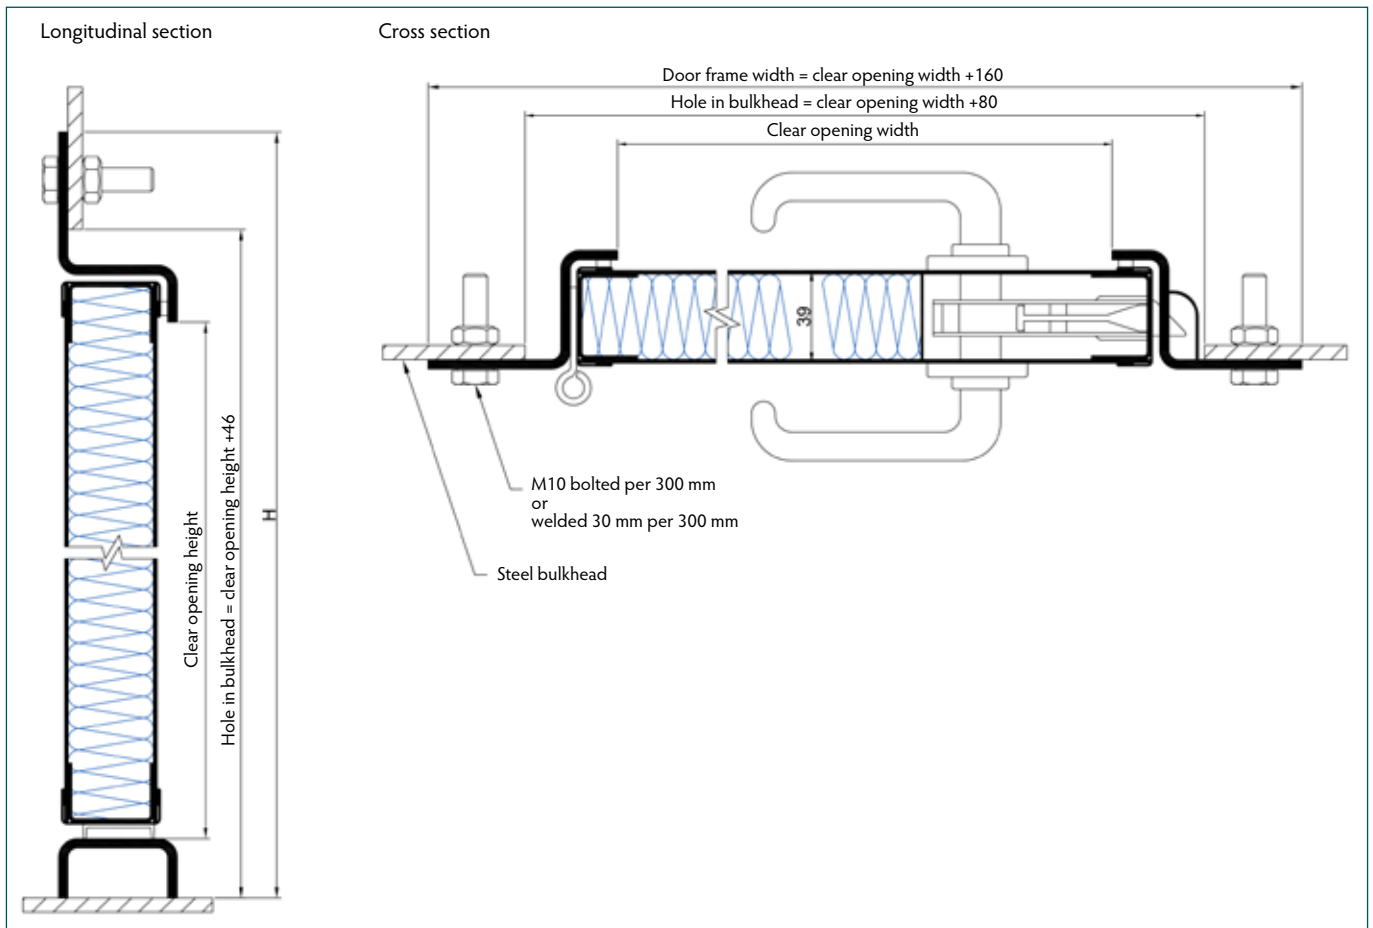 Longitudinal section
Cross section
Door frame width = clear opening width +160
Hole in bulkhead = clear opening width +80
Clear opening width
39
M10 bolted per 300 mm
or
welded 30 mm per 300 mm
Steel bulkhead
Clear opening height
Hole in bulkhead = clear opening height +46
H